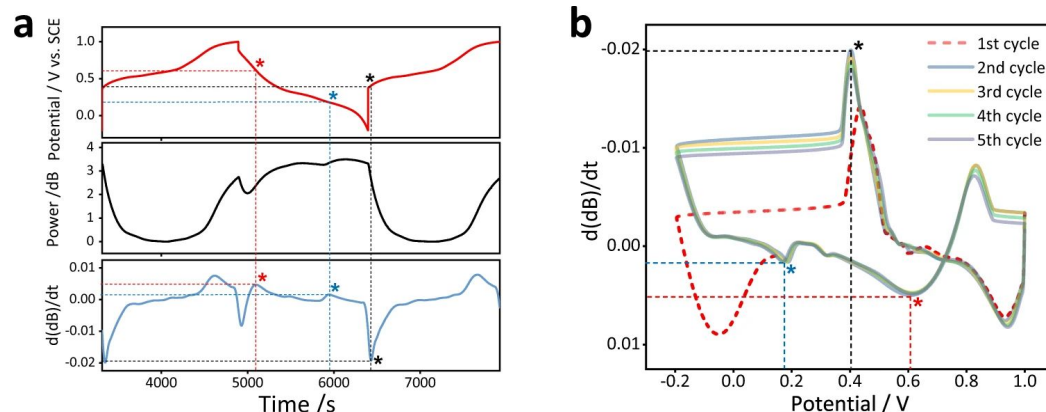 a
Potential / V vs. SCE
1.0
0.5
0.0
*
*
*
Power /dB
4
3
2
1
0
d(dB)/dt
0.01
0.00
-0.01
-0.02
*
*
*
4000 5000 6000 7000
Time /s
b
d(dB)/dt
-0.02
-0.01
0.00
0.01
*
*
*
1st cycle
2nd cycle
3rd cycle
4th cycle
5th cycle
-0.2 0.0 0.2 0.4 0.6 0.8 1.0
Potential / V